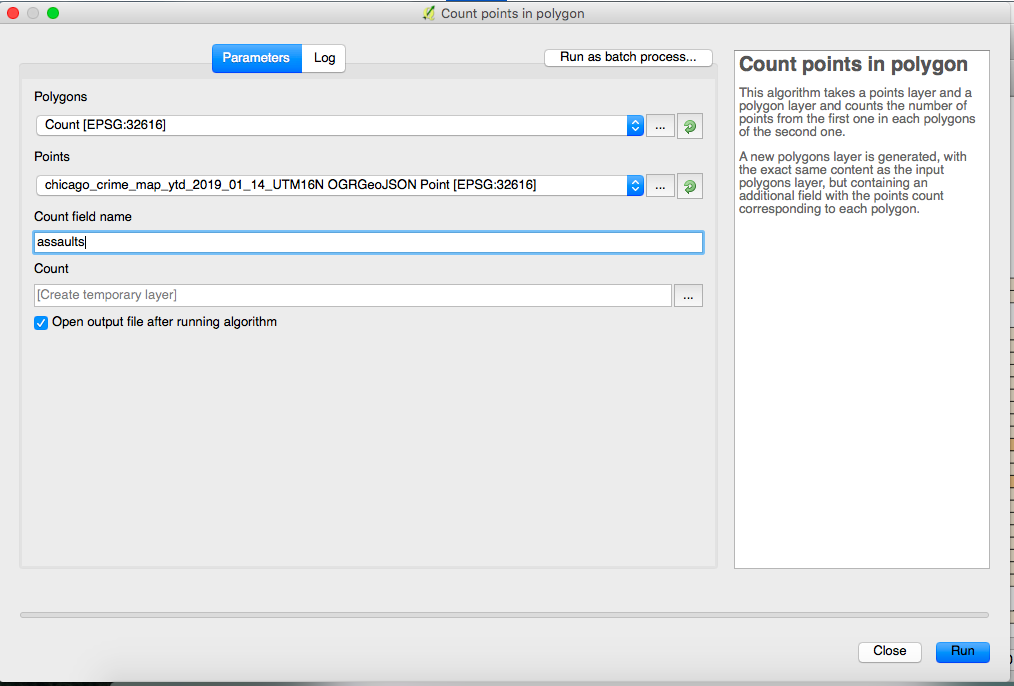 Count points in polygon
Parameters
Log
Run as batch process...
Polygons
Count [EPSG:32616]
...
Points
chicago_crime_map_ytd_2019_01_14_UTM16N OGRGeoJSON Point [EPSG:32616]
...
Count field name
assaults
Count
[Create temporary layer]
...
Open output file after running algorithm
Count points in polygon
This algorithm takes a points layer and a
polygon layer and counts the number of
points from the first one in each polygons
of the second one.
A new polygons layer is generated, with
the exact same content as the input
polygons layer, but containing an
additional field with the points count
corresponding to each polygon.
Close
Run